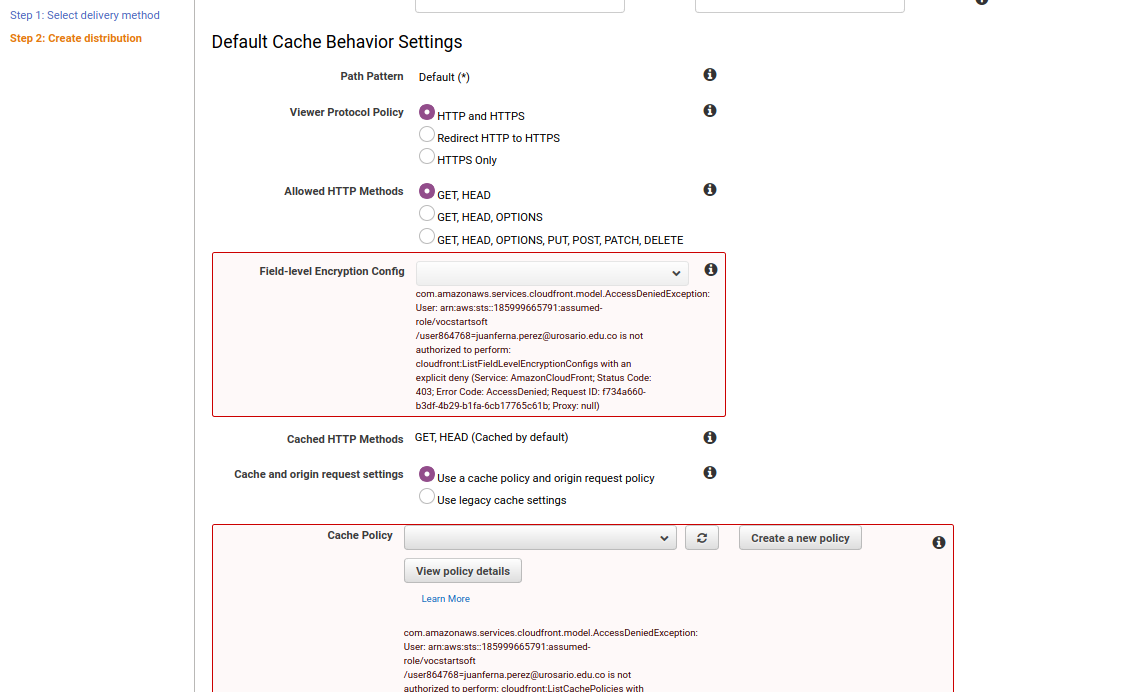 Step 1: Select delivery method
Step 2: Create distribution
Default Cache Behavior Settings
Path Pattern Default (*)
Viewer Protocol Policy HTTP and HTTPS
Redirect HTTP to HTTPS
HTTPS Only
Allowed HTTP Methods GET, HEAD
GET, HEAD, OPTIONS
GET, HEAD, OPTIONS, PUT, POST, PATCH, DELETE
Field-level Encryption Config
com.amazonaws.services.cloudfront.model.AccessDeniedException:
User: arn:aws:sts::185999665791:assumed-
role/vocstartsoft
/user864768=juanferna.perez@urosario.edu.co is not
authorized to perform:
cloudfront:ListFieldLevelEncryptionConfigs with an
explicit deny (Service: AmazonCloudFront; Status Code:
403; Error Code: AccessDenied; Request ID: f734a660-
b3df-4b29-b1fa-6cb17765c61b; Proxy: null)
Cached HTTP Methods GET, HEAD (Cached by default)
Cache and origin request settings Use a cache policy and origin request policy
Use legacy cache settings
Cache Policy Create a new policy
View policy details
Learn More
com.amazonaws.services.cloudfront.model.AccessDeniedException:
User: arn:aws:sts::185999665791:assumed-
role/vocstartsoft
/user864768=juanferna.perez@urosario.edu.co is not
authorized to perform: cloudfront:ListCachePolicies with